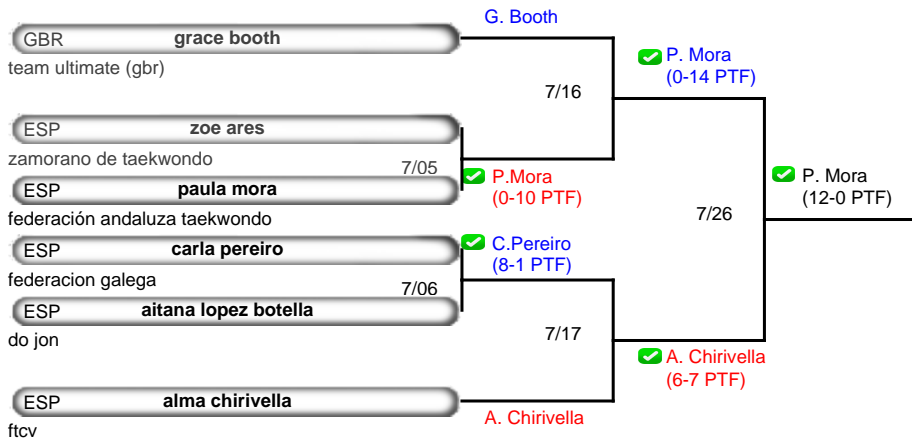 G. Booth
GBR grace booth
team ultimate (gbr)
P. Mora
(0-14 PTF)
7/16
ESP zoe ares
zamorano de taekwondo
7/05
P.Mora
(0-10 PTF)
ESP paula mora
federación andaluza taekwondo
P. Mora
(12-0 PTF)
7/26
ESP carla pereiro
federacion galega
C.Pereiro
(8-1 PTF)
7/06
ESP aitana lopez botella
do jon
7/17
A. Chirivella
(6-7 PTF)
ESP alma chirivella
ftcv
A. Chirivella